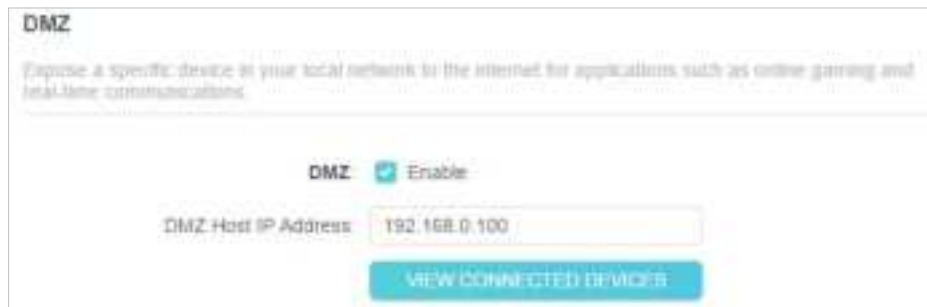 DMZ
Expose a specific device in your local network to the internet for applications such as online gaming and
real-time communications.
DMZ: Enable
DMZ Host IP Address: 192.168.0.100
VIEW CONNECTED DEVICES